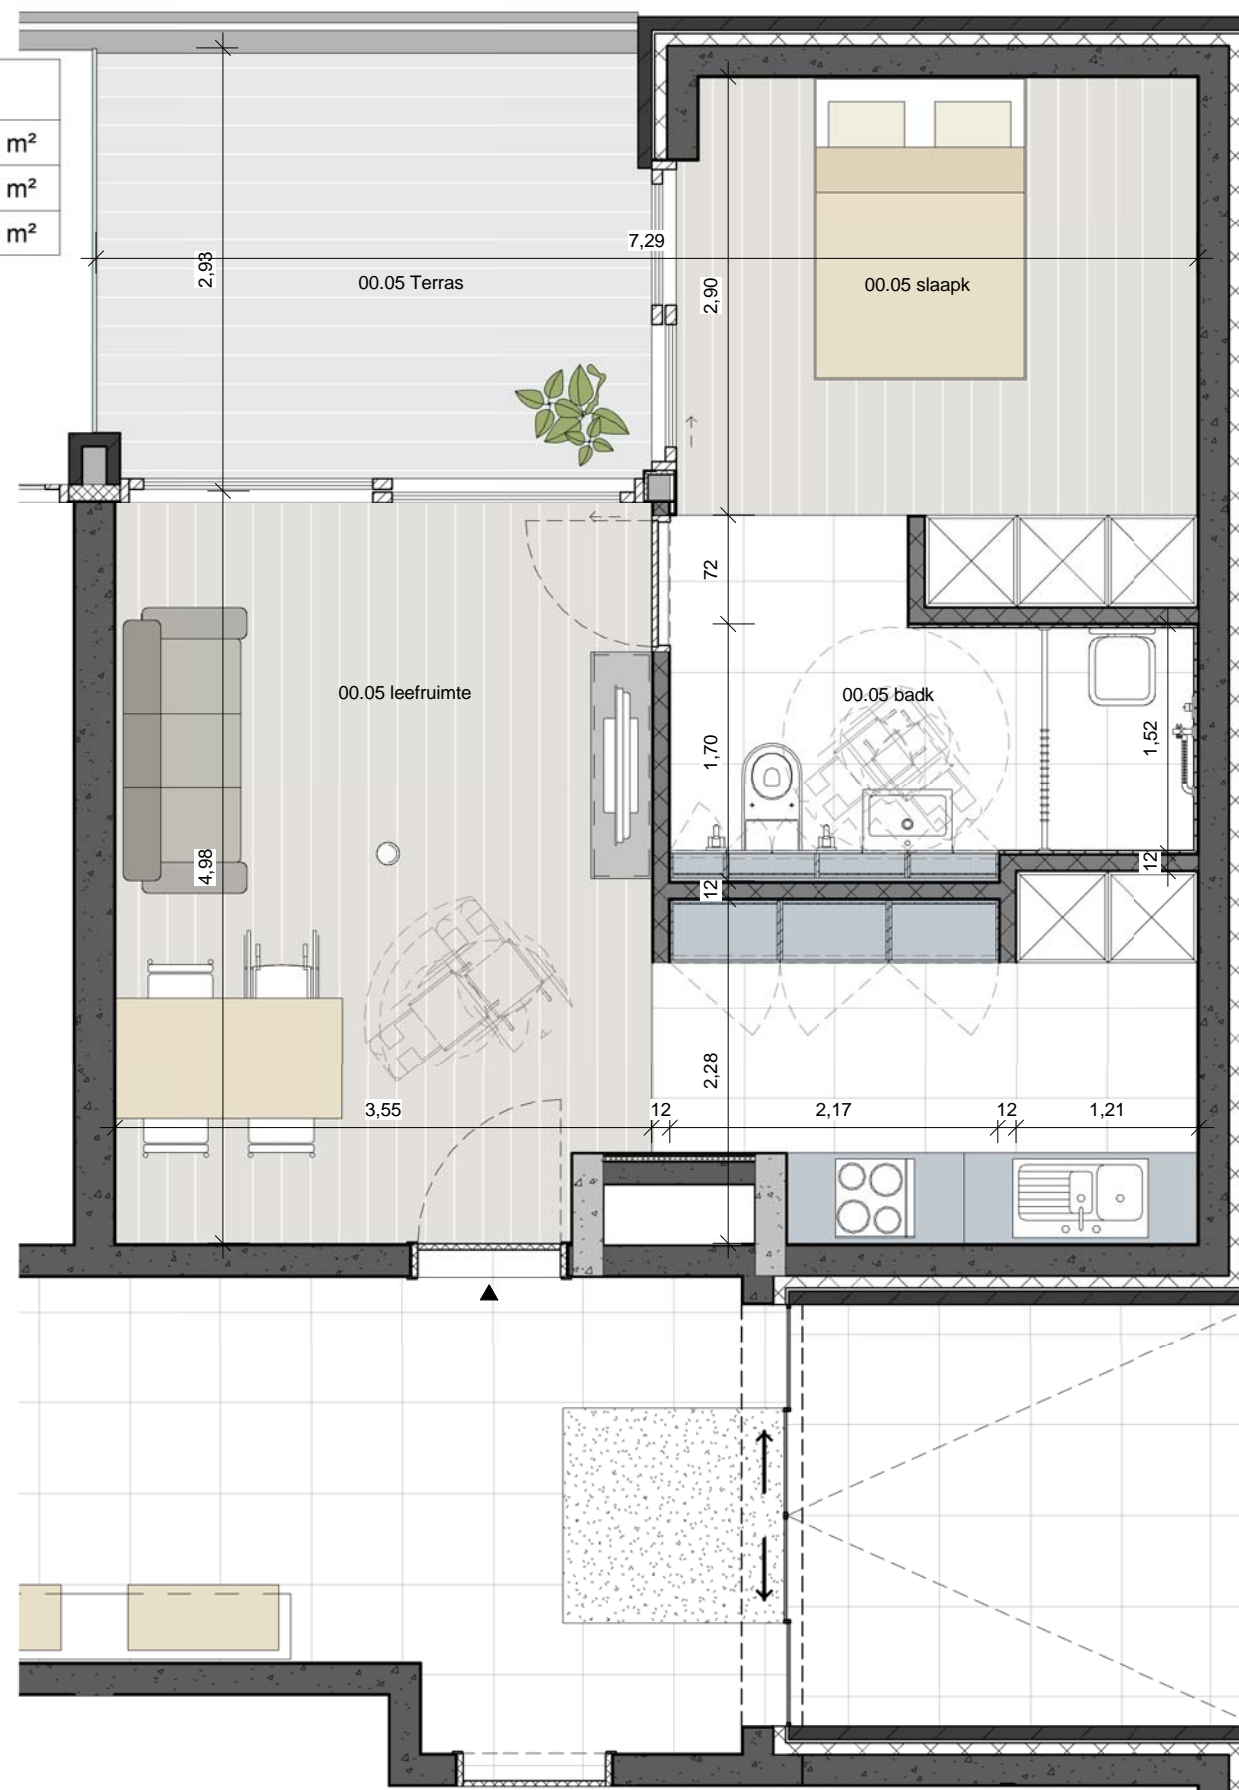 m²
m²
m²
7,29
2,93
00.05 Terras
2,90
00.05 slaapk
72
00.05 leefruimte
00.05 badk
1,70
1,52
4,98
12
12
2,28
3,55
12
2,17
12
1,21